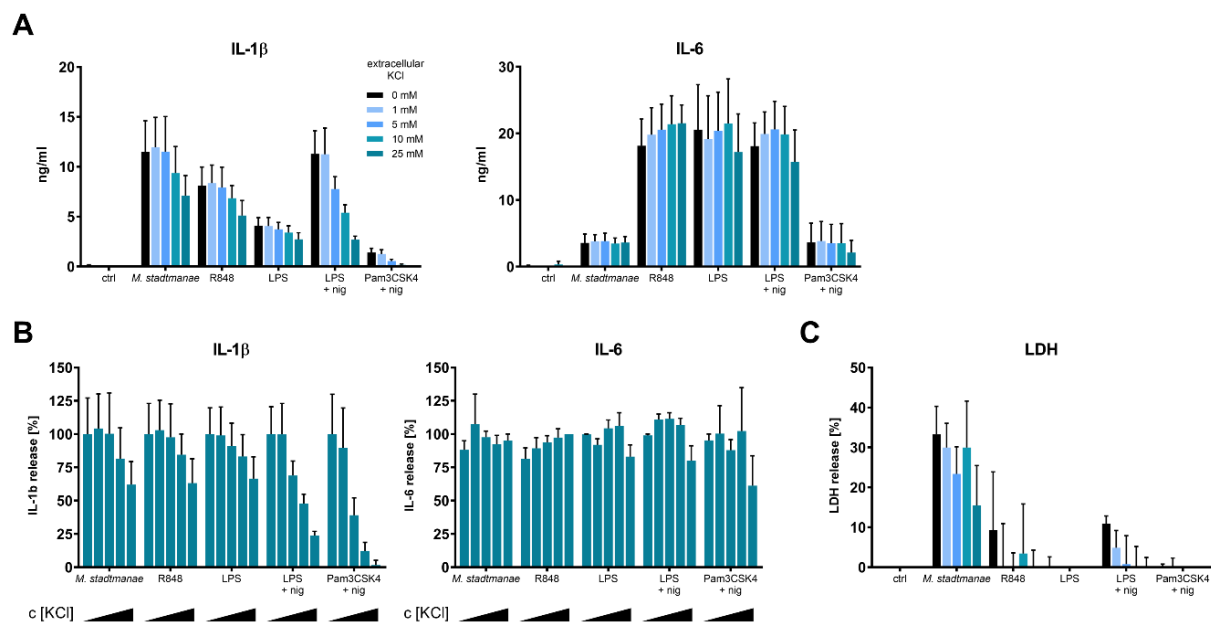 A
IL-1β
ng/ml
20
15
10
5
0
extracellular
KCl
0 mM
1 mM
5 mM
10 mM
25 mM
ctrl
M. stadtmanae
R848
LPS
LPS
+ nig
Pam3CSK4
+ nig
IL-6
ng/ml
30
20
10
0
ctrl
M. stadtmanae
R848
LPS
LPS
+ nig
Pam3CSK4
+ nig
B
IL-1β
IL-1b release [%]
150
125
100
75
50
25
0
M. stadtmanae
R848
LPS
LPS
+ nig
Pam3CSK4
+ nig
c [KCl]
IL-6
IL-6 release [%]
150
125
100
75
50
25
0
M. stadtmanae
R848
LPS
LPS
+ nig
Pam3CSK4
+ nig
c [KCl]
C
LDH
LDH release [%]
50
40
30
20
10
0
ctrl
M. stadtmanae
R848
LPS
LPS
+ nig
Pam3CSK4
+ nig